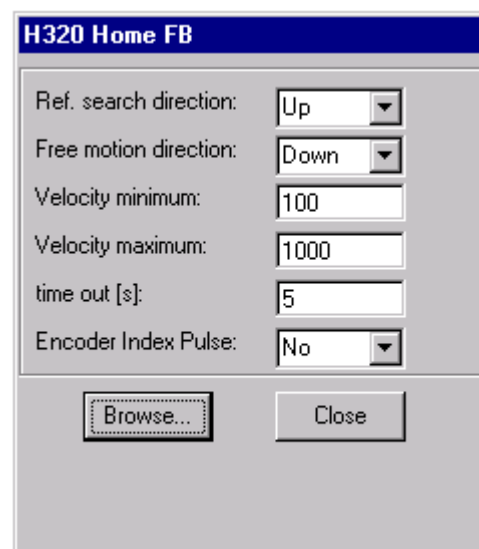 H320 Home FB
Ref. search direction: Up
Free motion direction: Down
Velocity minimum: 100
Velocity maximum: 1000
time out [s]: 5
Encoder Index Pulse: No
Browse... Close